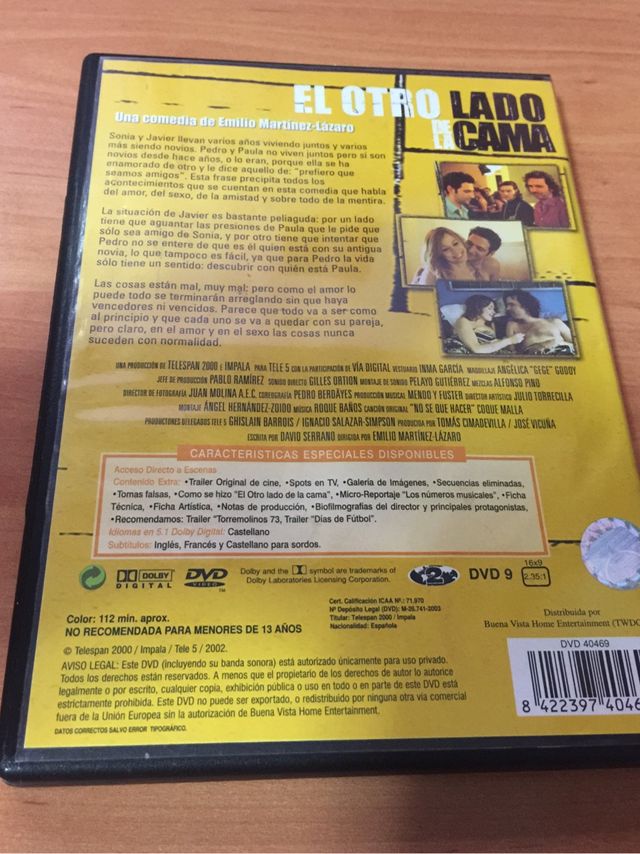 EL OTRO LADO
DE LA CAMA
Una comedia de Emilio Martínez-Lázaro
Sonia y Javier llevan varios años viviendo juntos y varios
más siendo novios. Pedro y Paula no viven juntos pero si son
novios desde hace años, o lo eran, porque ella se ha
enamorado de otro y le dice aquello de: "prefiero que
seamos amigos". Esta frase precipita todos los
acontecimientos que se cuentan en esta comedia que habla
del amor, del sexo, de la amistad y sobre todo de la mentira.
La situación de Javier es bastante peliaguda: por un lado
tiene que aguantar las presiones de Paula que le pide que
sólo sea amigo de Sonia, y por otro tiene que intentar que
Pedro no se entere de que es él quien está con su antigua
novia, lo que tampoco es fácil, ya que para Pedro la vida
sólo tiene un sentido: descubrir con quién está Paula.
Las cosas están mal, muy mal; pero como el amor lo
puede todo se terminarán arreglando sin que haya
vencedores ni vencidos. Parece que todo va a ser como
al principio y que cada uno se va a quedar con su pareja,
pero claro, en el amor y en el sexo las cosas nunca
suceden con normalidad.
UNA PRODUCCIÓN DE TELESPAN 2000 E IMPALA PARA TELE 5 CON LA PARTICIPACIÓN DE VÍA DIGITAL VESTUARIO INMA GARCÍA MAQUILLAJE ANGÉLICA "GEGE" GODOY
JEFE DE PRODUCCIÓN PABLO RAMÍREZ SONIDO DIRECTO GILLES ORTION MONTAJE DE SONIDO PELAYO GUTIÉRREZ MEZCLAS ALFONSO PINO
DIRECTOR DE FOTOGRAFÍA JUAN MOLINA A.E.C. COREOGRAFÍA PEDRO BERDÄYES PRODUCCIÓN MUSICAL MENDO Y FUSTER DIRECTOR ARTÍSTICO JULIO TORRECILLA
MONTAJE ÁNGEL HERNÁNDEZ-ZOIDO MÚSICA ROQUE BAÑOS CANCIÓN ORIGINAL "NO SE QUE HACER" COQUE MALLA
PRODUCTORES DELEGADOS TELE 5 GHISLAIN BARROIS / IGNACIO SALAZAR-SIMPSON PRODUCIDA POR TOMÁS CIMADEVILLA / JOSÉ VICUÑA
ESCRITA POR DAVID SERRANO DIRIGIDA POR EMILIO MARTÍNEZ-LÁZARO
CARACTERISTICAS ESPECIALES DISPONIBLES
Acceso Directo a Escenas
Contenido Extra: •Trailer Original de cine, •Spots en TV, •Galería de Imágenes, •Secuencias eliminadas,
•Tomas falsas, •Como se hizo "El Otro lado de la cama", •Micro-Reportaje "Los números musicales", •Ficha
Técnica, •Ficha Artística, •Notas de producción, •Biofilmografias del director y principales protagonistas,
•Recomendamos: Trailer "Torremolinos 73, Trailer "Días de Fútbol".
Idiomas en 5.1 Dolby Digital: Castellano
Subtítulos: Inglés, Francés y Castellano para sordos.
DOLBY DIGITAL
DVD VIDEO
Dolby and the symbol are trademarks of
Dolby Laboratories Licensing Corporation.
2
DVD 9
16x9
2.35:1
Color: 112 min. aprox.
NO RECOMENDADA PARA MENORES DE 13 AÑOS
Cert. Calificación ICAA Nº.: 71.970
Nº Depósito Legal (DVD): M-26.741-2003
Titular: Telespan 2000 / Impala
Nacionalidad: Española
Distribuida por
Buena Vista Home Entertainment (TWDC
© Telespan 2000 / Impala / Tele 5 / 2002.
AVISO LEGAL: Este DVD (incluyendo su banda sonora) está autorizado únicamente para uso privado.
Todos los derechos están reservados. A menos que el propietario de los derechos de autor lo autorice
legalmente o por escrito, cualquier copia, exhibición pública o uso en todo o en parte de este DVD está
estrictamente prohibida. Este DVD no puede ser exportado, o redistribuido por ninguna otra vía comercial
fuera de la Unión Europea sin la autorización de Buena Vista Home Entertainment.
DATOS CORRECTOS SALVO ERROR TIPOGRÁFICO.
DVD 40469
8 422397 4046